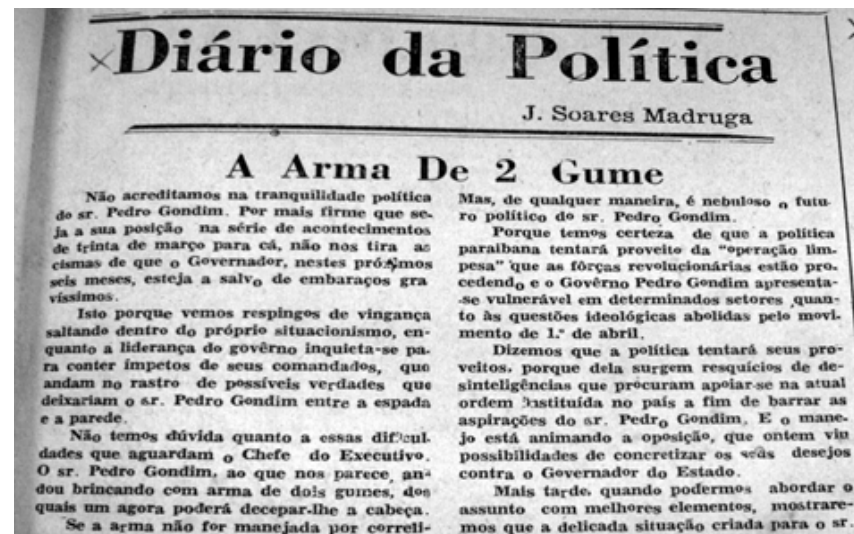 Diário da Política
J. Soares Madruga
A Arma De 2 Gume
Não acreditamos na tranquilidade política
do sr. Pedro Gondim. Por mais firme que se-
ja a sua posição na série de acontecimentos
de trinta de março para cá, não nos tira as
cismas de que o Governador, nestes próximos
seis meses, esteja a salvo de embaraços gra
víssimos.
Isto porque vemos respingos de vingança
saltando dentro do próprio situacionismo, en-
quanto a liderança do govêrno inquieta-se pa-
ra conter ímpetos de seus comandados, que
andam no rastro de possíveis verdades que
deixariam o sr. Pedro Gondim entre a espada
e a parede.
Não temos dúvida quanto a essas dificul
dades que aguardam o Chefe do Executivo.
O sr. Pedro Gondim, ao que nos parece, an-
dou brincando com arma de dois gumes, dos
quais um agora poderá decepar-lhe a cabeça.
Se a arma não for manejada por correli-
Mas, de qualquer maneira, é nebuloso o futu-
ro político do sr. Pedro Gondim.
Porque temos certeza de que a política
paraibana tentará proveito da "operação lim-
pesa" que as fôrças revolucionárias estão pro-
cedendo e o Govêrno Pedro Gondim apresenta-
-se vulnerável em determinados setores quan-
to às questões ideológicas abolidas pelo movi-
mento de 1.º de abril.
Dizemos que a política tentará seus pro-
veitos, porque dela surgem resquícios de de-
sinteligências que procuram apoiar-se na atual
ordem instituída no país a fim de barrar as
aspirações do sr. Pedro Gondim. E o mane-
jo está animando a oposição, que ontem viu
possibilidades de concretizar os seus desejos
contra o Governador do Estado.
Mais tarde, quando podermos abordar o
assunto com melhores elementos, mostrare-
mos que a delicada situação criada para o sr.